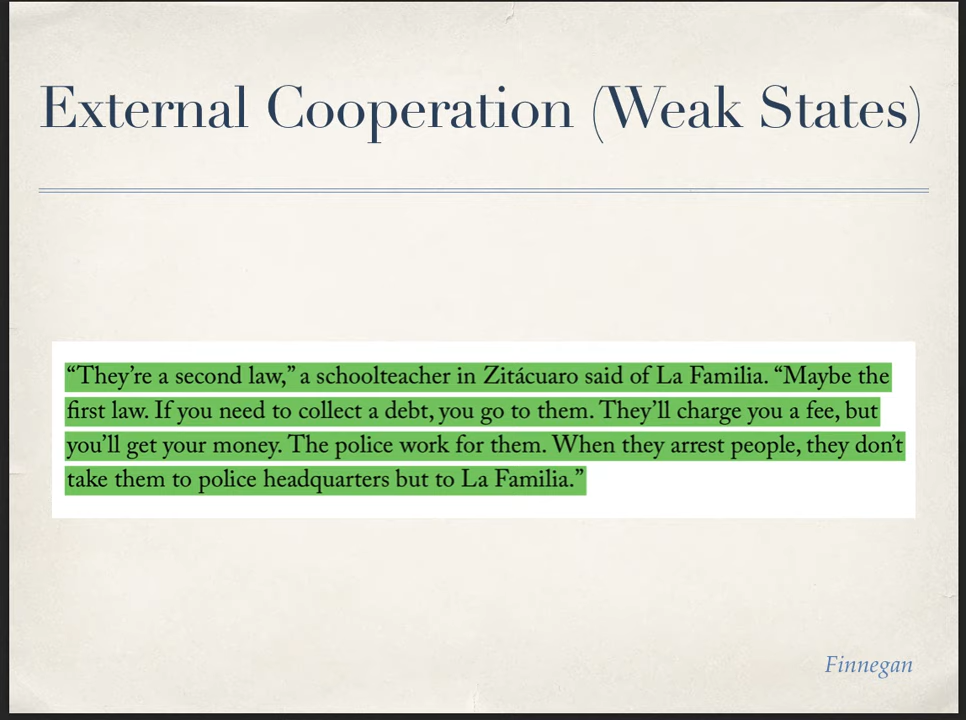 External Cooperation (Weak States)
“They’re a second law,” a schoolteacher in Zitácuaro said of La Familia. “Maybe the
first law. If you need to collect a debt, you go to them. They’ll charge you a fee, but
you’ll get your money. The police work for them. When they arrest people, they don’t
take them to police headquarters but to La Familia.”
Finnegan